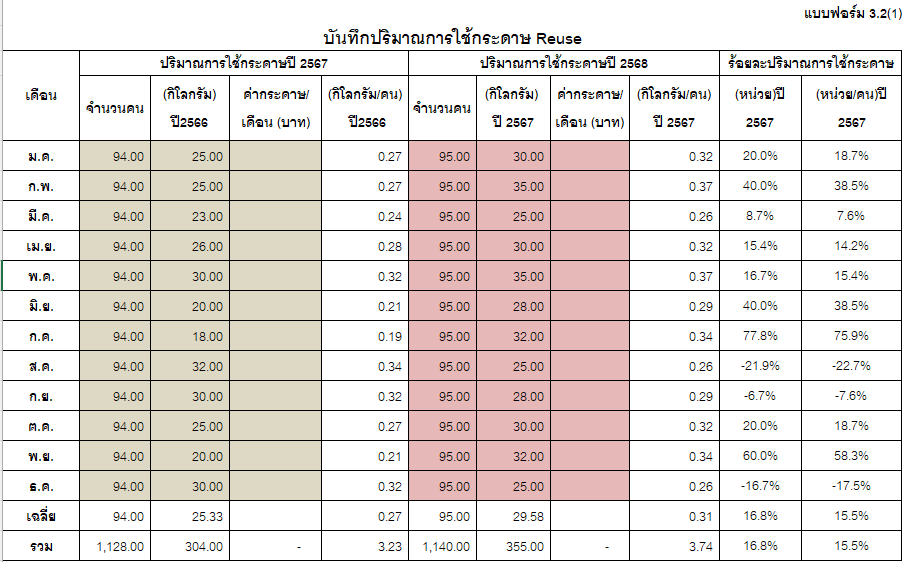 แบบฟอร์ม 3.2(1)
บันทึกปริมาณการใช้กระดาษ Reuse
เดือน ปริมาณการใช้กระดาษปี 2567 ปริมาณการใช้กระดาษปี 2568 ร้อยละปริมาณการใช้กระดาษ
จำนวนคน (กิโลกรัม) ปี2566 ค่ากระดาษ/เดือน (บาท) (กิโลกรัม/คน) ปี2566 จำนวนคน (กิโลกรัม) ปี 2567 ค่ากระดาษ/เดือน (บาท) (กิโลกรัม/คน) ปี 2567 (หน่วย)ปี 2567 (หน่วย/คน)ปี 2567
ม.ค. 94.00 25.00 0.27 95.00 30.00 0.32 20.0% 18.7%
ก.พ. 94.00 25.00 0.27 95.00 35.00 0.37 40.0% 38.5%
มี.ค. 94.00 23.00 0.24 95.00 25.00 0.26 8.7% 7.6%
เม.ย. 94.00 26.00 0.28 95.00 30.00 0.32 15.4% 14.2%
พ.ค. 94.00 30.00 0.32 95.00 35.00 0.37 16.7% 15.4%
มิ.ย. 94.00 20.00 0.21 95.00 28.00 0.29 40.0% 38.5%
ก.ค. 94.00 18.00 0.19 95.00 32.00 0.34 77.8% 75.9%
ส.ค. 94.00 32.00 0.34 95.00 25.00 0.26 -21.9% -22.7%
ก.ย. 94.00 30.00 0.32 95.00 28.00 0.29 -6.7% -7.6%
ต.ค. 94.00 25.00 0.27 95.00 30.00 0.32 20.0% 18.7%
พ.ย. 94.00 20.00 0.21 95.00 32.00 0.34 60.0% 58.3%
ธ.ค. 94.00 30.00 0.32 95.00 25.00 0.26 -16.7% -17.5%
เฉลี่ย 94.00 25.33 0.27 95.00 29.58 0.31 16.8% 15.5%
รวม 1,128.00 304.00 - 3.23 1,140.00 355.00 - 3.74 16.8% 15.5%